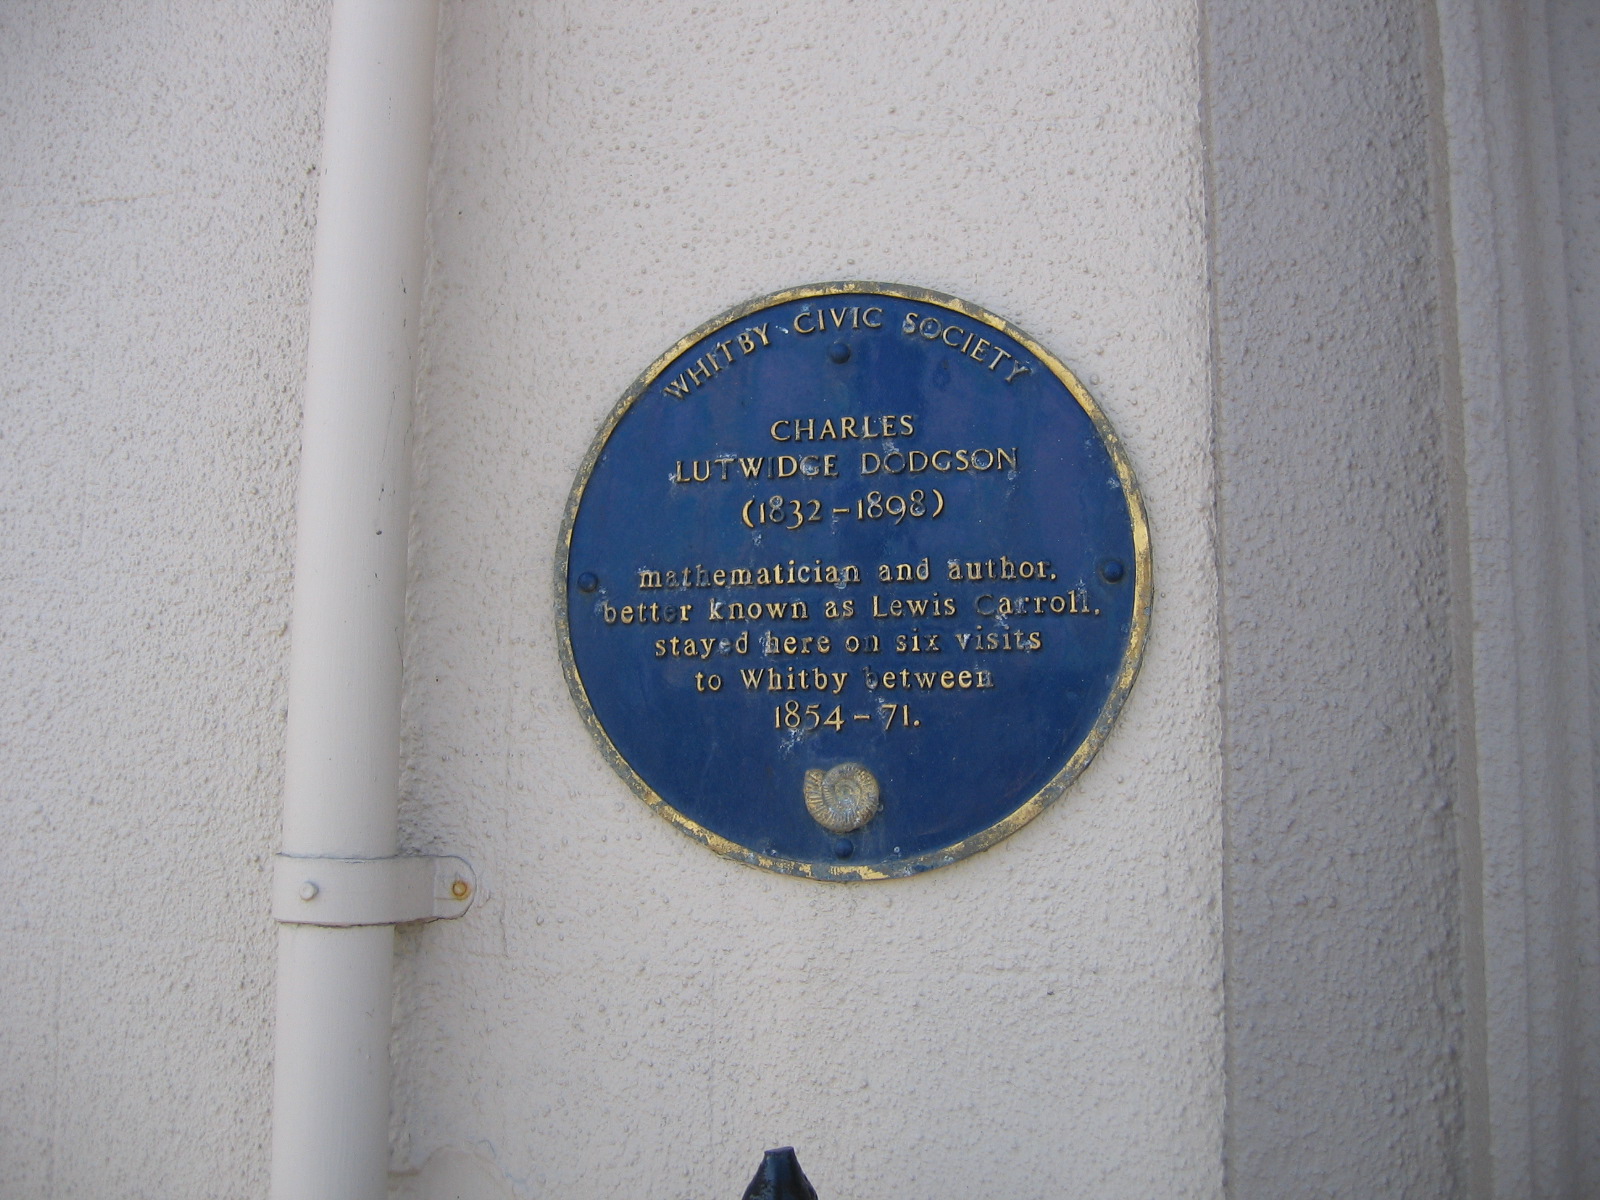 WHITBY CIVIC SOCIETY
CHARLES
LUTWIDGE DODGSON
(1832 – 1898)
mathematician and author,
better known as Lewis Carroll,
stayed here on six visits
to Whitby between
1854 – 71.